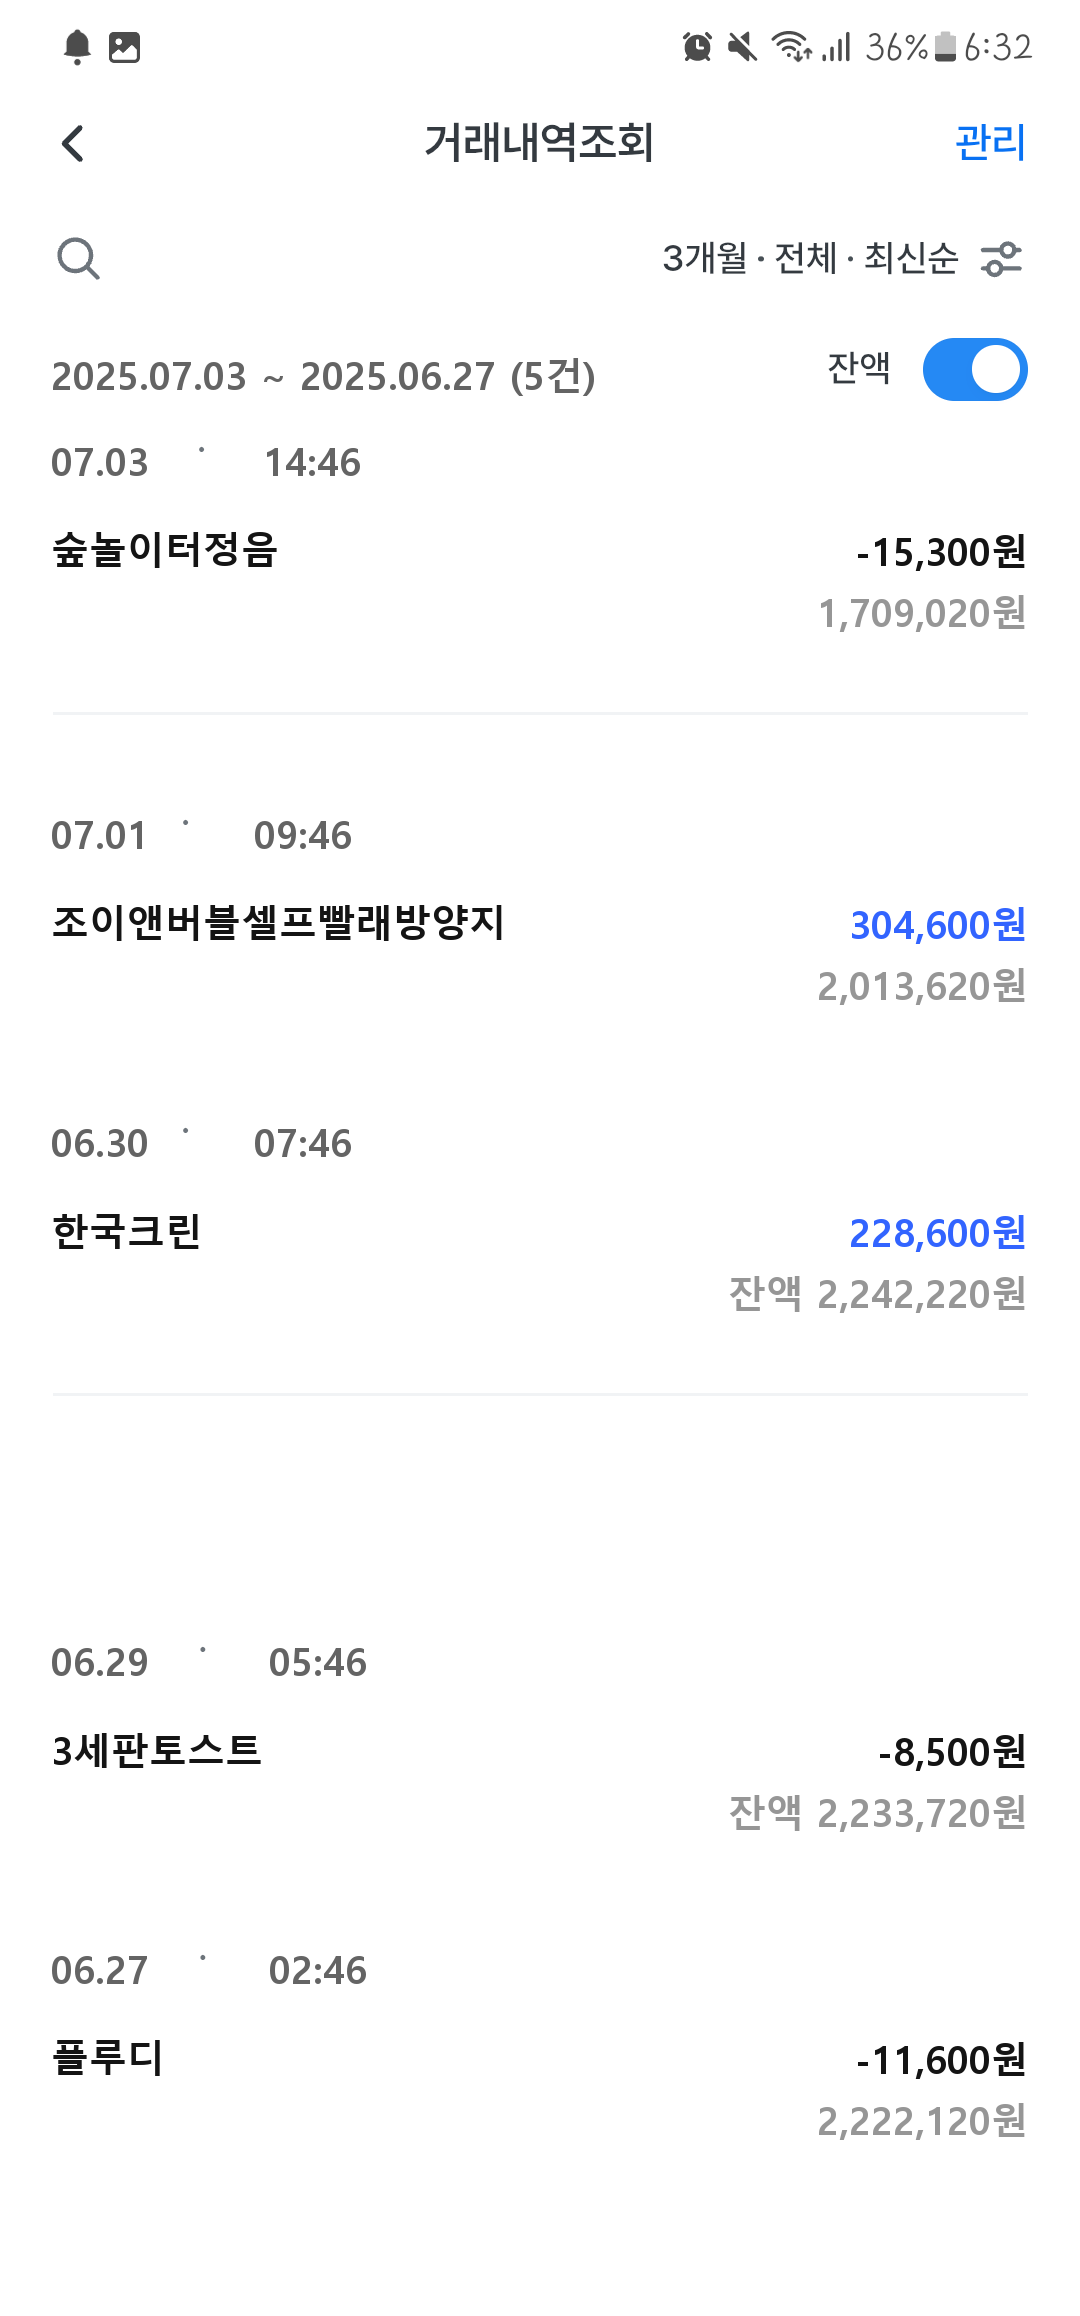 36% 6:32
거래내역조회 관리
3개월 · 전체 · 최신순
2025.07.03 ~ 2025.06.27 (5건) 잔액
07.03 · 14:46
숲놀이터정음 -15,300원
1,709,020원
07.01 · 09:46
조이앤버블셀프빨래방양지 304,600원
2,013,620원
06.30 · 07:46
한국크린 228,600원
잔액 2,242,220원
06.29 · 05:46
3세판토스트 -8,500원
잔액 2,233,720원
06.27 · 02:46
플루디 -11,600원
2,222,120원